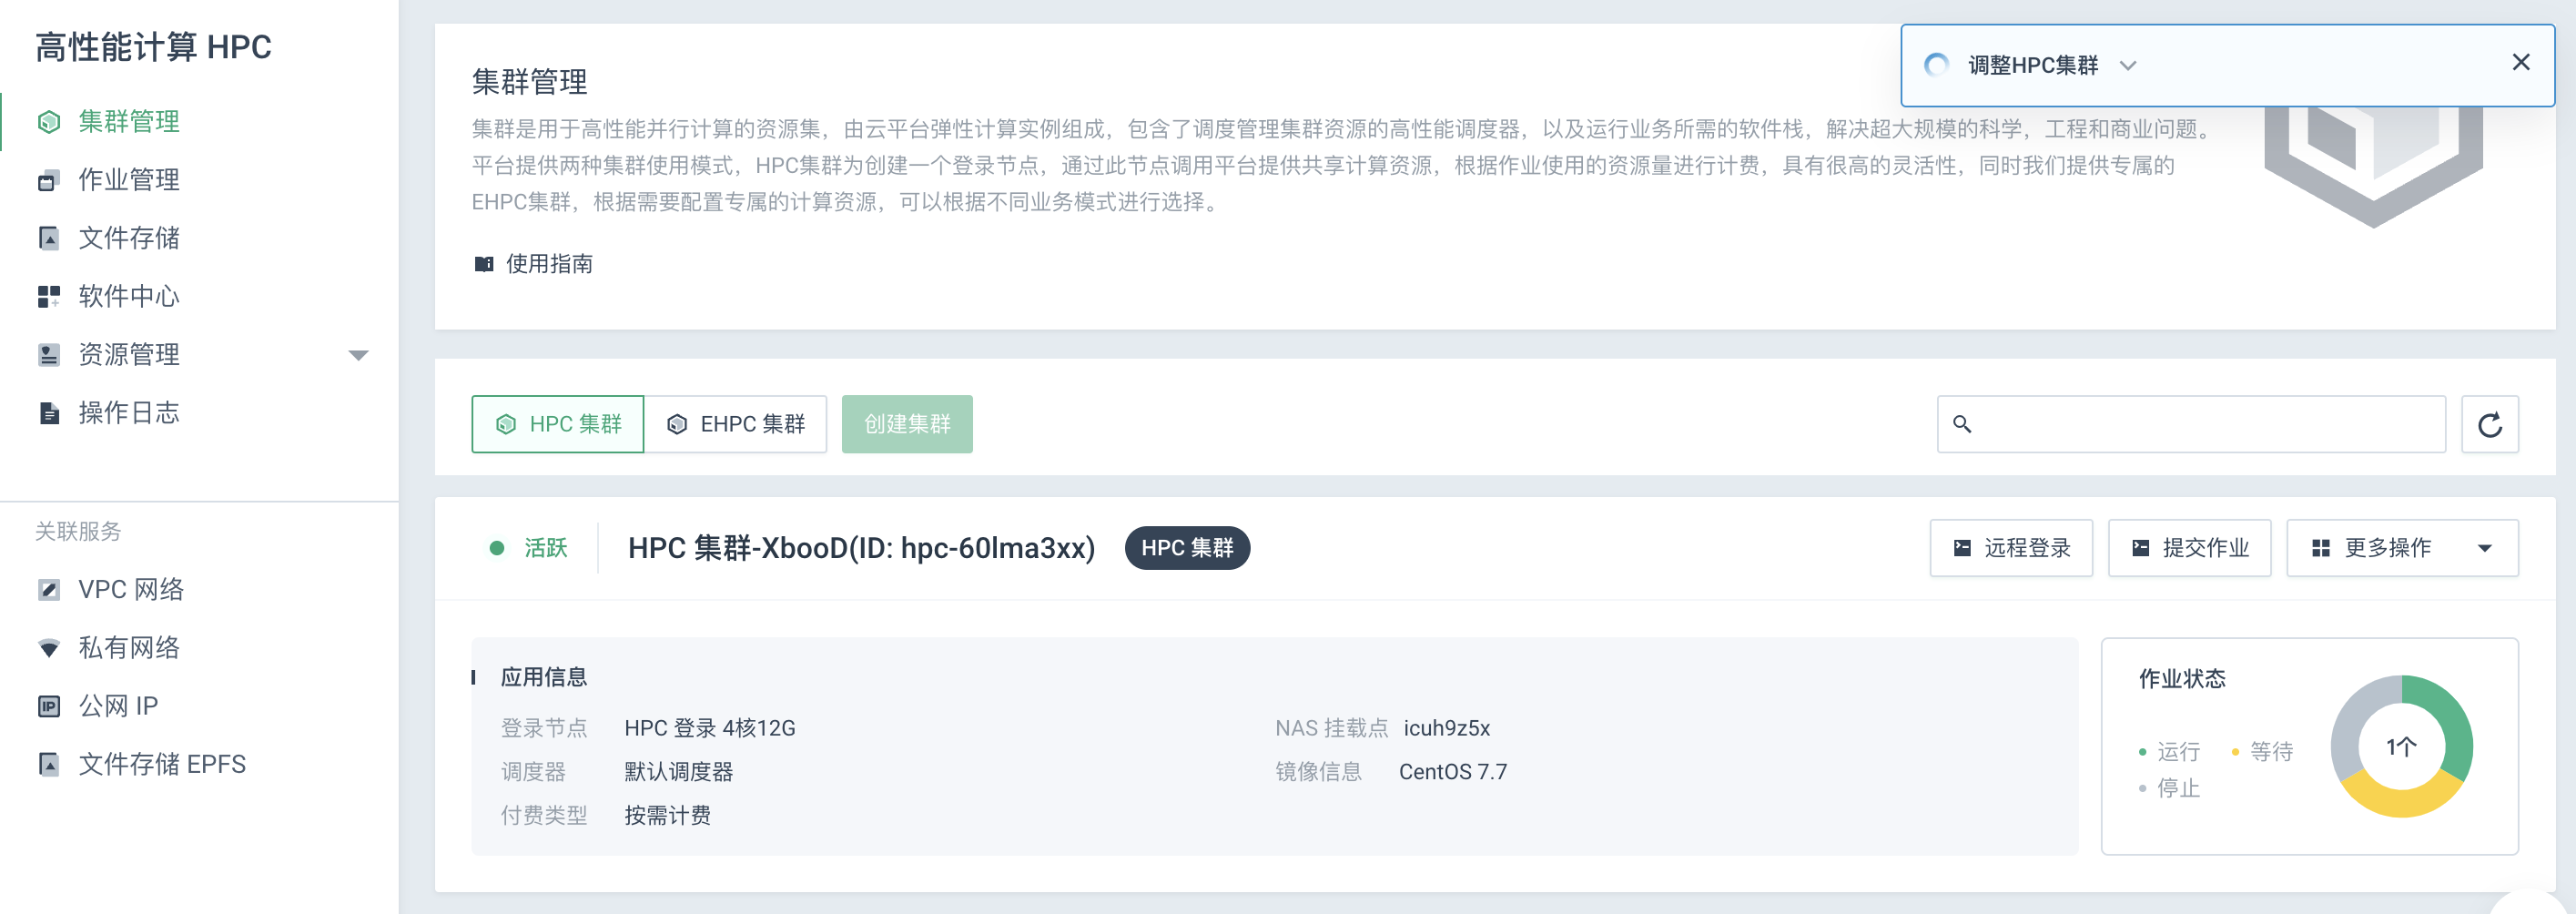 高性能计算 HPC
集群管理
作业管理
文件存储
软件中心
资源管理
操作日志
关联服务
VPC 网络
私有网络
IP 公网 IP
文件存储 EPFS
调整HPC集群
集群管理
集群是用于高性能并行计算的资源集，由云平台弹性计算实例组成，包含了调度管理集群资源的高性能调度器，以及运行业务所需的软件栈，解决超大规模的科学，工程和商业问题。
平台提供两种集群使用模式，HPC集群为创建一个登录节点，通过此节点调用平台提供共享计算资源，根据作业使用的资源量进行计费，具有很高的灵活性，同时我们提供专属的
EHPC集群，根据需要配置专属的计算资源，可以根据不同业务模式进行选择。
使用指南
HPC 集群 EHPC 集群 创建集群
活跃 HPC 集群-XbooD(ID: hpc-60lma3xx) HPC 集群 远程登录 提交作业 更多操作
应用信息
登录节点 HPC 登录 4核12G NAS 挂载点 icuh9z5x
调度器 默认调度器 镜像信息 CentOS 7.7
付费类型 按需计费
作业状态
运行 等待
停止
1个